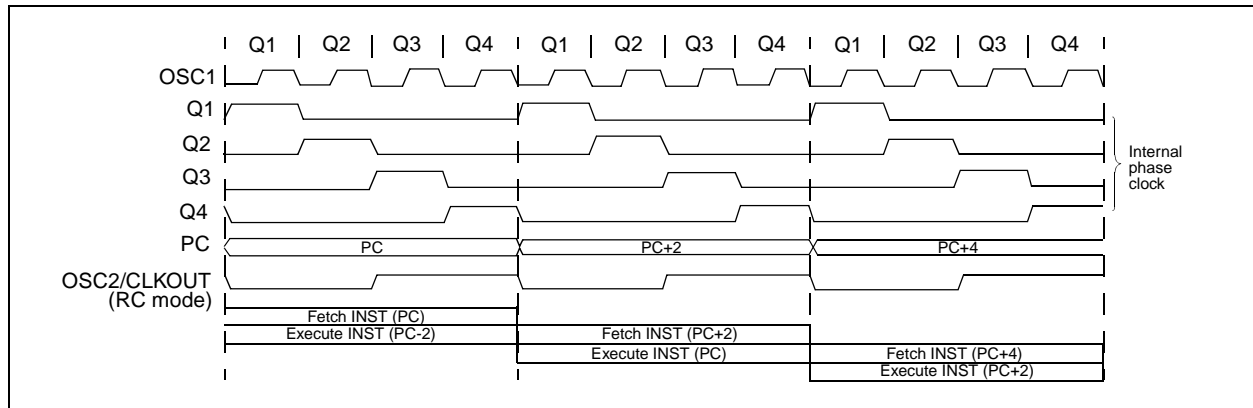 Q1 Q2 Q3 Q4 Q1 Q2 Q3 Q4 Q1 Q2 Q3 Q4
OSC1
Q1
Q2
Q3
Q4
PC
PC PC+2 PC+4
OSC2/CLKOUT
(RC mode)
Internal
phase
clock
Fetch INST (PC)
Execute INST (PC-2) Fetch INST (PC+2)
Execute INST (PC) Fetch INST (PC+4)
Execute INST (PC+2)